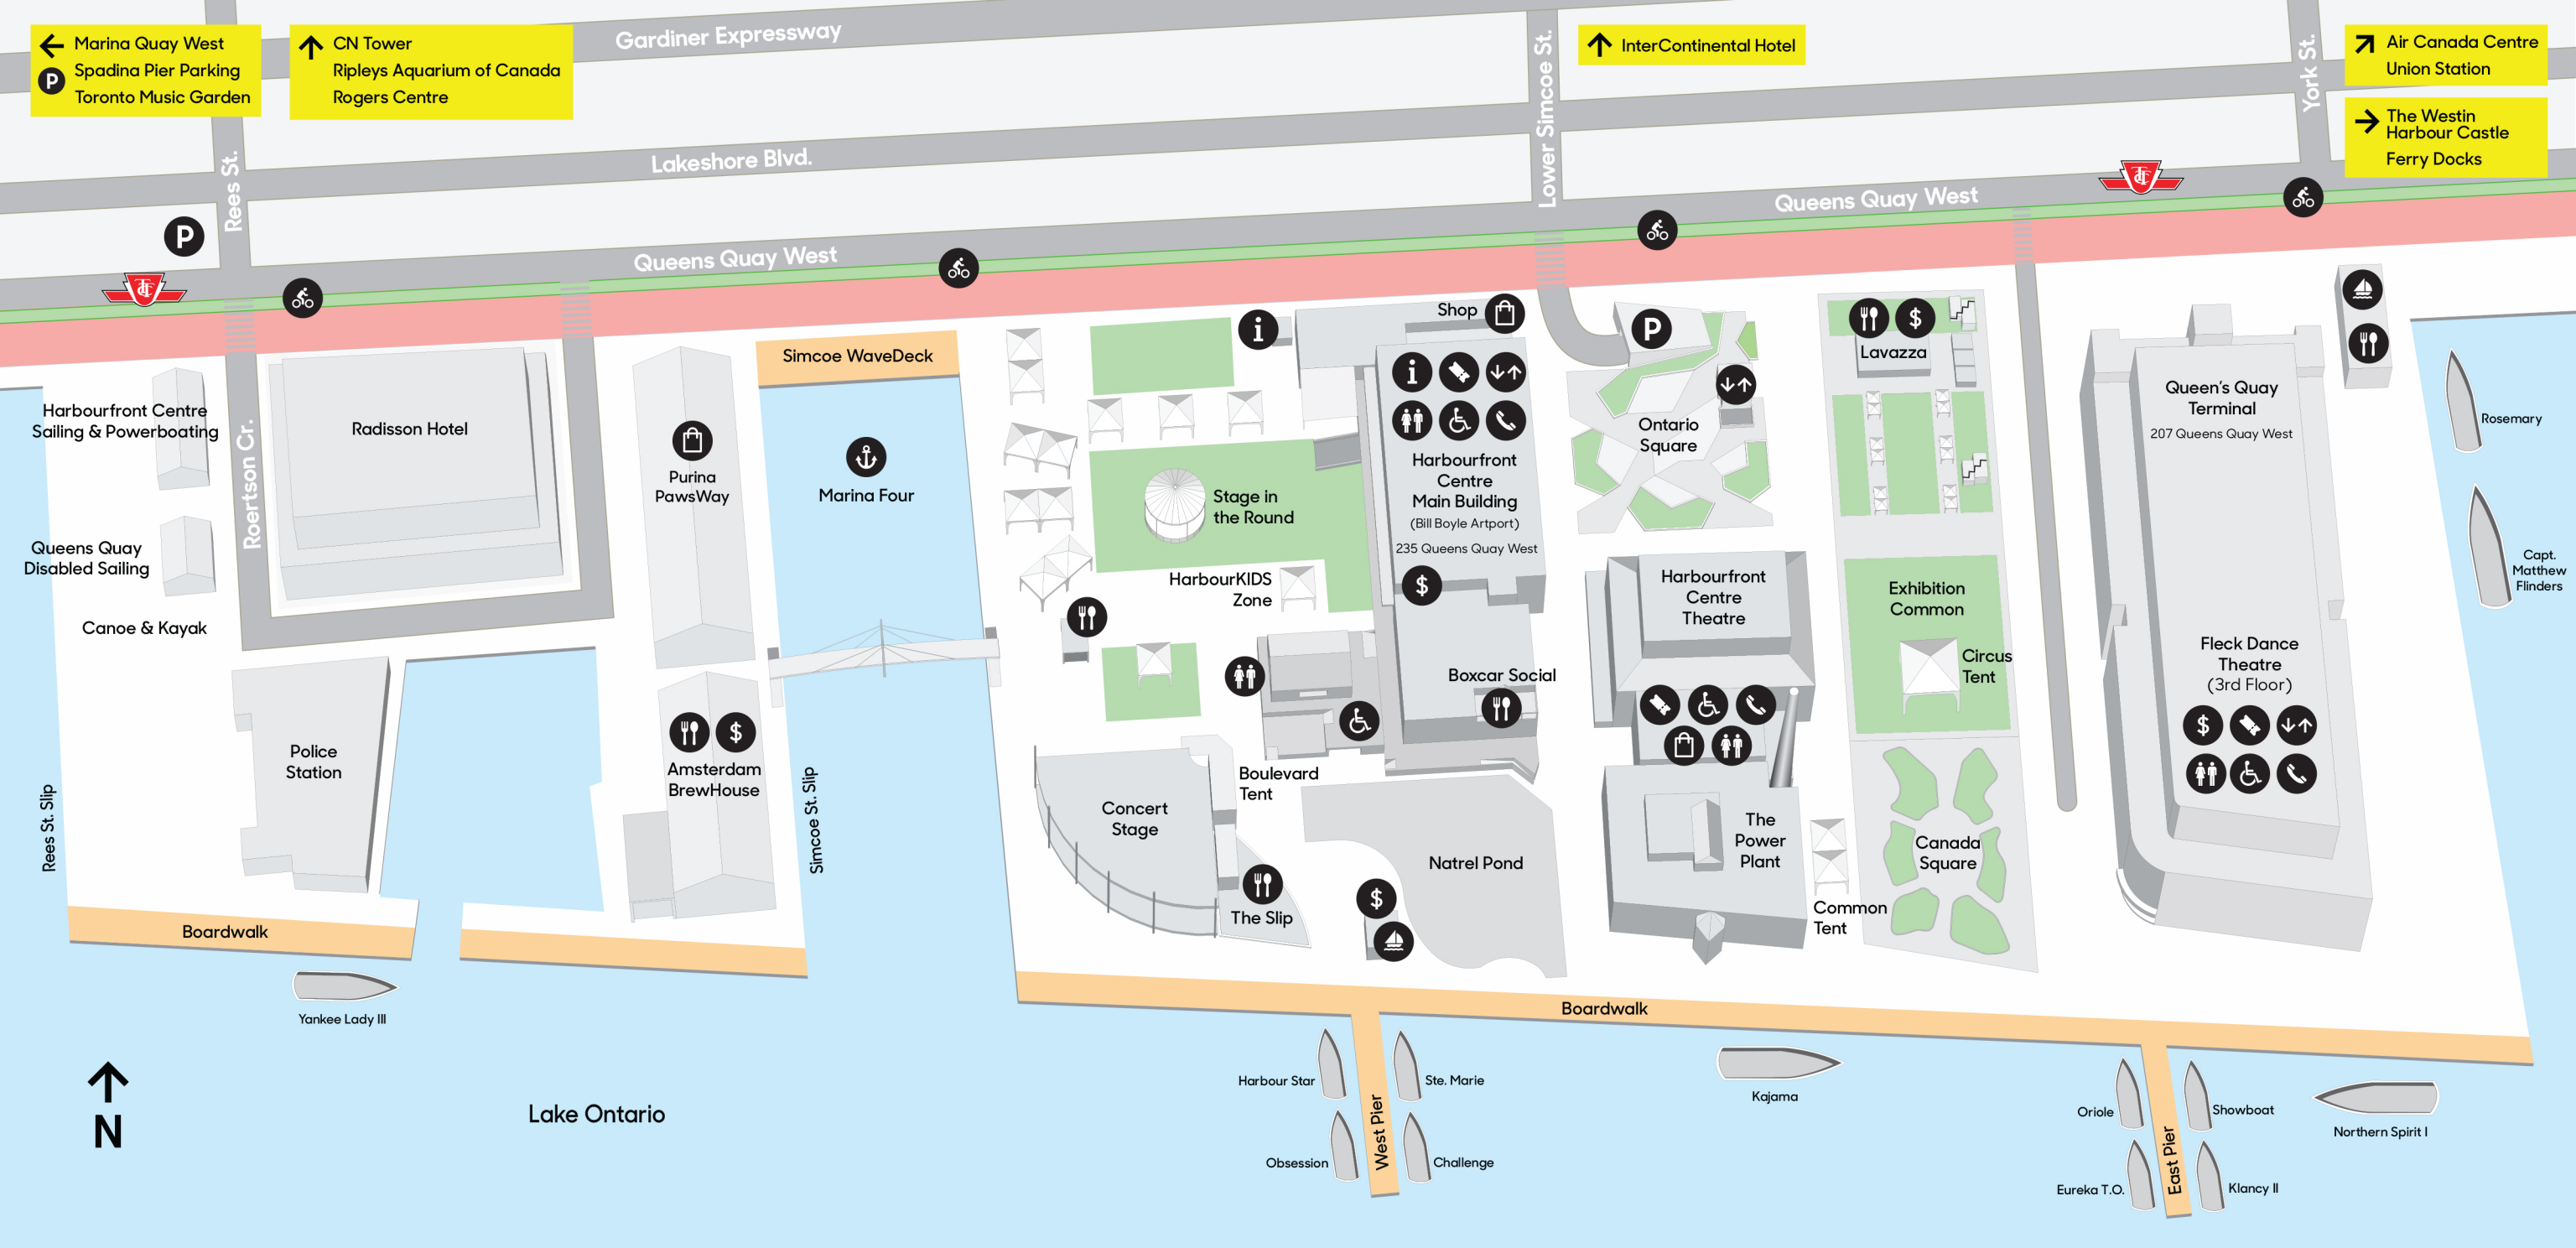 Marina Quay West
P
Spadina Pier Parking
Toronto Music Garden
CN Tower
Ripleys Aquarium of Canada
Rogers Centre
Gardiner Expressway
InterContinental Hotel
Air Canada Centre
Union Station
The Westin
Harbour Castle
Ferry Docks
Rees St.
Lakeshore Blvd.
Lower Simcoe St.
York St.
P
Queens Quay West
Queens Quay West
TTC
TTC
Roertson Cr.
Harbourfront Centre
Sailing & Powerboating
Queens Quay
Disabled Sailing
Canoe & Kayak
Radisson Hotel
Police
Station
Rees St. Slip
Boardwalk
Yankee Lady III
N
Lake Ontario
Purina
PawsWay
$
Amsterdam
BrewHouse
Simcoe St. Slip
Simcoe WaveDeck
Marina Four
i
Shop
i
Harbourfront
Centre
Main Building
(Bill Boyle Artport)
235 Queens Quay West
$
Stage in
the Round
HarbourKIDS
Zone
Boxcar Social
Boulevard
Tent
Concert
Stage
The Slip
Natrel Pond
$
P
Ontario
Square
Harbourfront
Centre
Theatre
The
Power
Plant
Common
Tent
$
Lavazza
Exhibition
Common
Circus
Tent
Canada
Square
Queen's Quay
Terminal
207 Queens Quay West
Fleck Dance
Theatre
(3rd Floor)
$
Rosemary
Capt.
Matthew
Flinders
Boardwalk
West Pier
Harbour Star
Ste. Marie
Obsession
Challenge
Kajama
East Pier
Oriole
Showboat
Eureka T.O.
Klancy II
Northern Spirit I